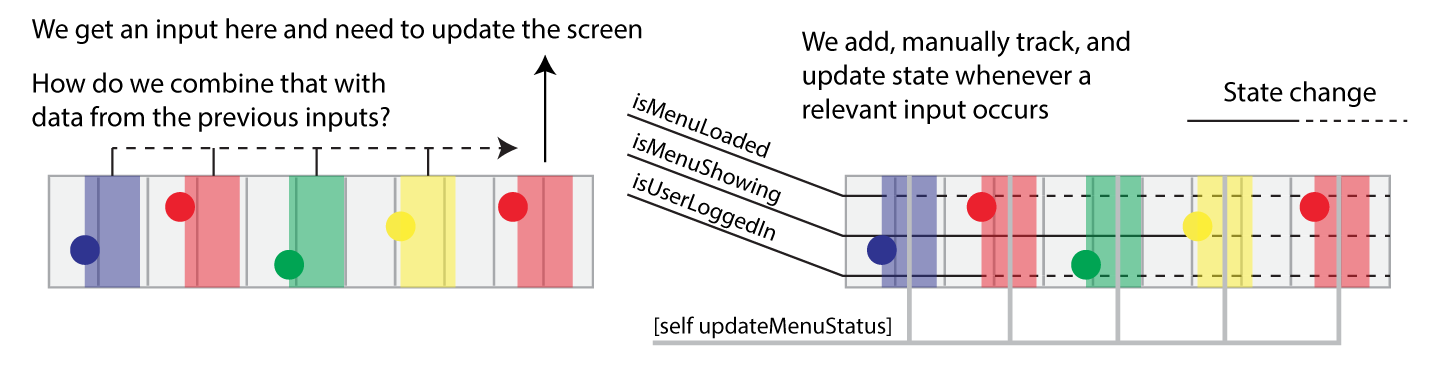 We get an input here and need to update the screen
How do we combine that with
data from the previous inputs?
We add, manually track, and
update state whenever a
relevant input occurs
State change
isMenuLoaded
isMenuShowing
isUserLoggedIn
[self updateMenuStatus]